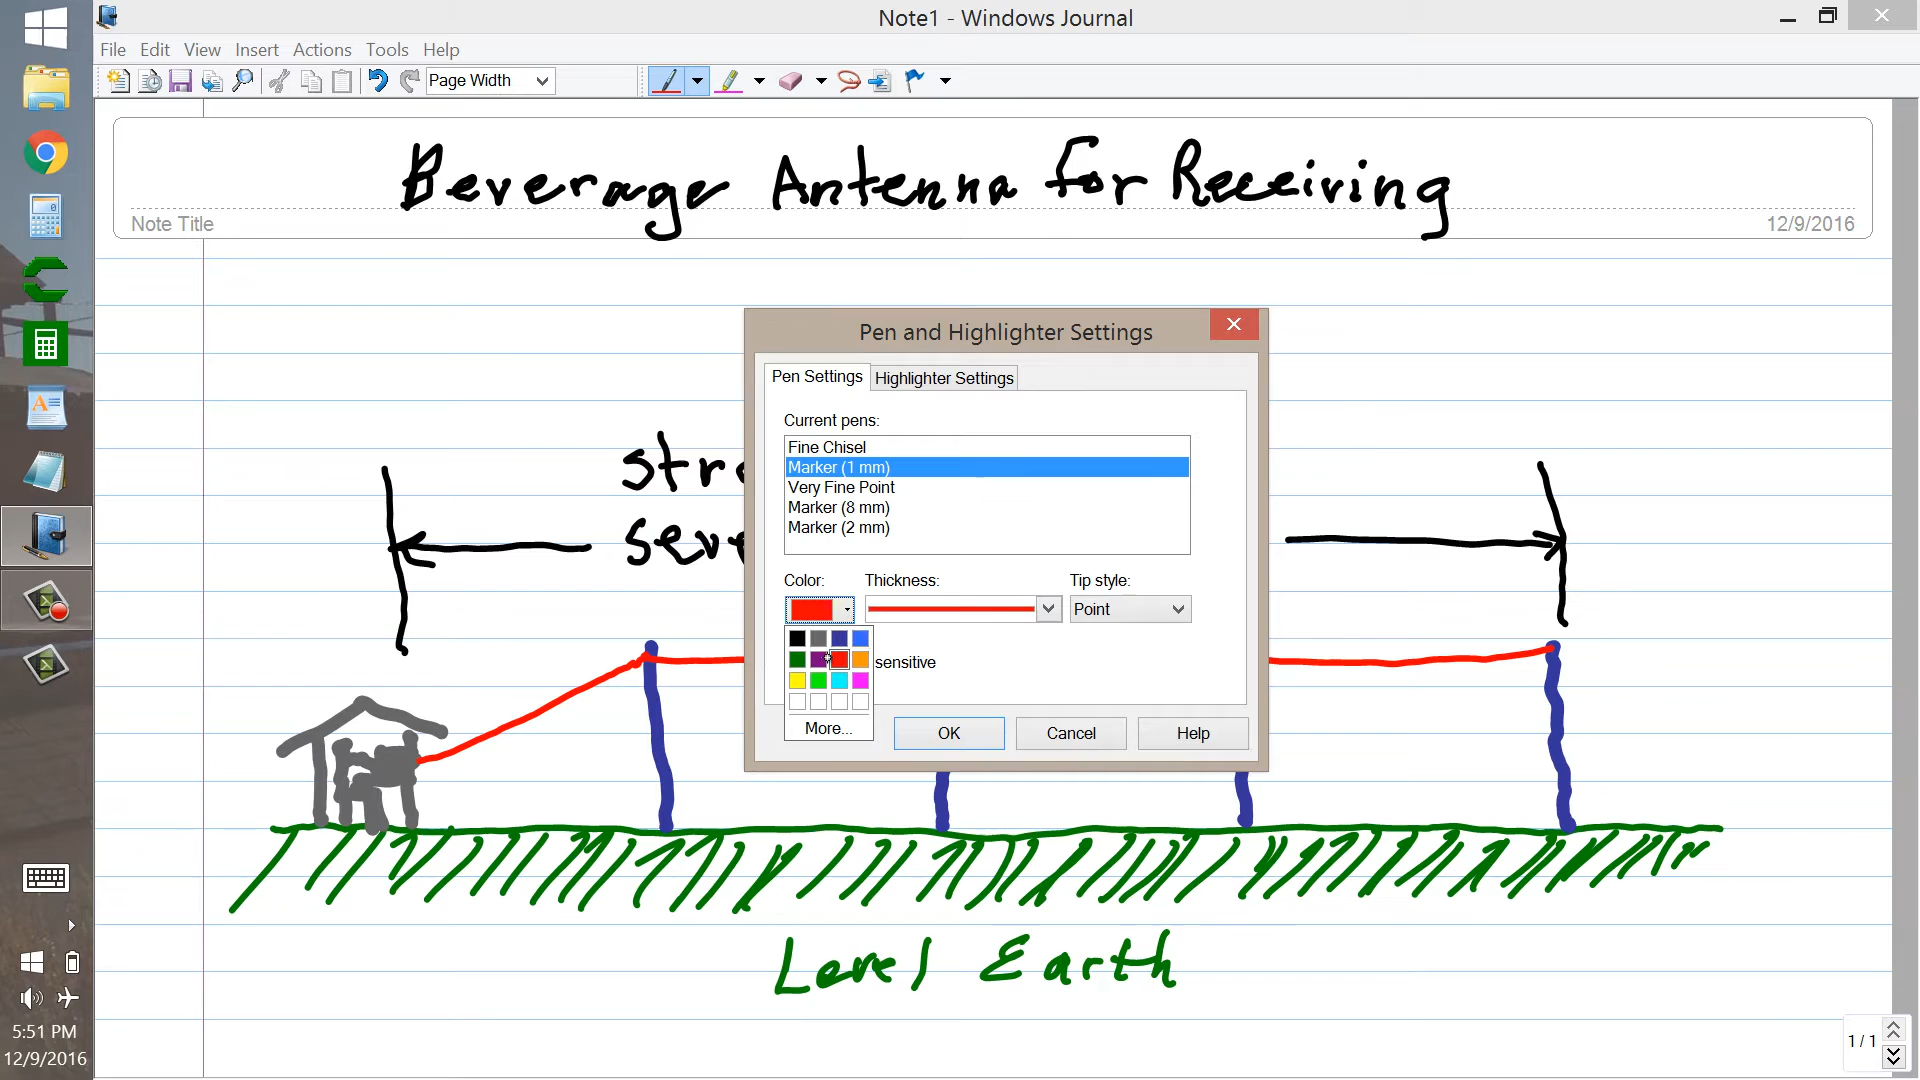 Note1 - Windows Journal
File Edit View Insert Actions Tools Help
Page Width
Beverage Antenna for Receiving
Note Title
12/9/2016
Pen and Highlighter Settings
Pen Settings Highlighter Settings
Current pens:
Fine Chisel
Marker (1 mm)
Very Fine Point
Marker (8 mm)
Marker (2 mm)
Color: Thickness: Tip style:
Point
sensitive
More...
OK Cancel Help
Level Earth
1 / 1
5:51 PM
12/9/2016